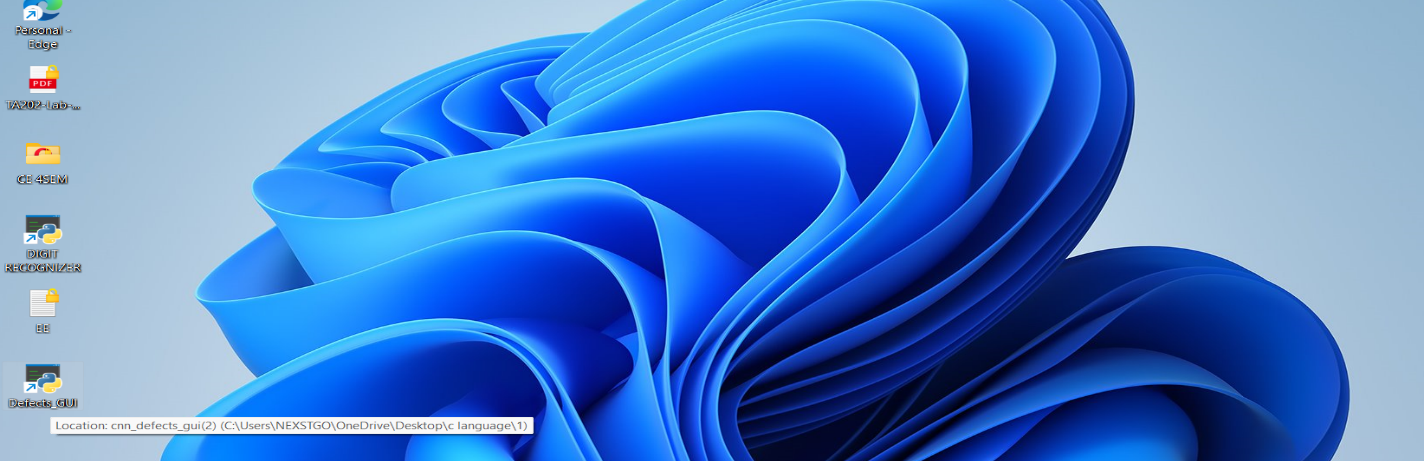 Personal -
Edge
PDF
TA202-Lab-...
CE 4SEM
DIGIT
RECOGNIZER
EE
Defects_GUI
Location: cnn_defects_gui(2) (C:\Users\NEXSTGO\OneDrive\Desktop\c language\1)